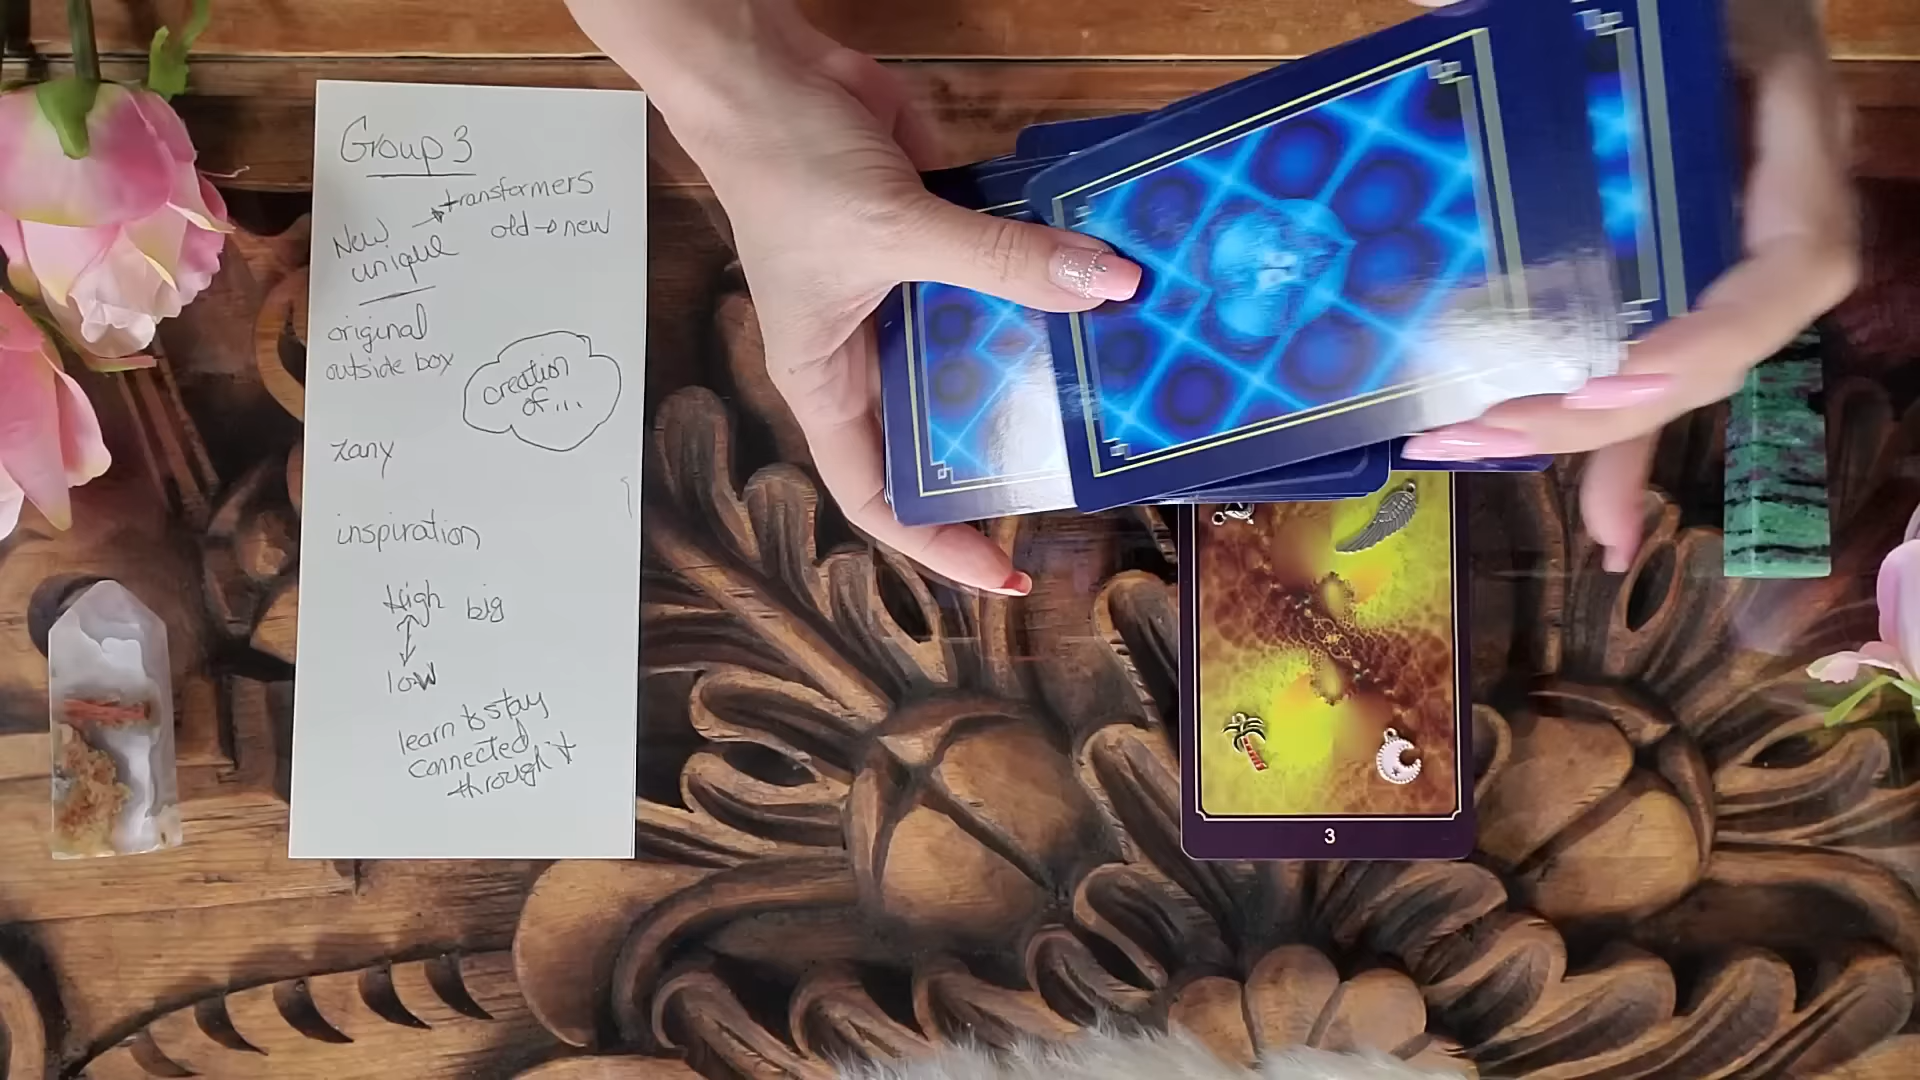 Group 3
transformers
New
old → new
unique
original
outside box
creation
of...
zany
inspiration
High big
low
learn to stay
connected
through it
3